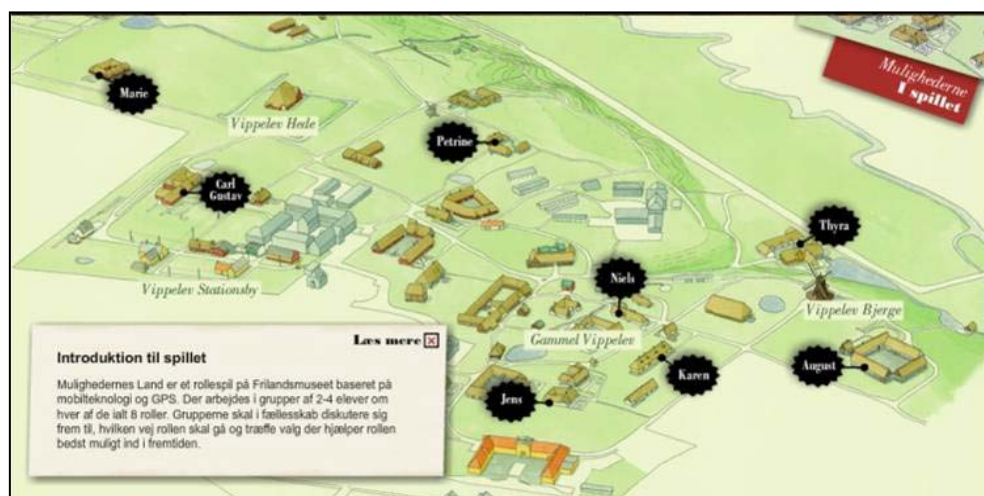 Mulighederne
I spillet
Marie
Vippelev Hede
Petrine
Carl
Gustav
Thyra
Niels
Vippelev Stationsby
Vippelev Bjerge
Gammel Vippelev
Karen
August
Jens
Læs mere
Introduktion til spillet
Mulighedernes Land er et rollespil på Frilandsmuseet baseret på
mobilteknologi og GPS. Der arbejdes i grupper af 2-4 elever om
hver af de ialt 8 roller. Grupperne skal i fællesskab diskutere sig
frem til, hvilken vej rollen skal gå og træffe valg der hjælper rollen
bedst muligt ind i fremtiden.